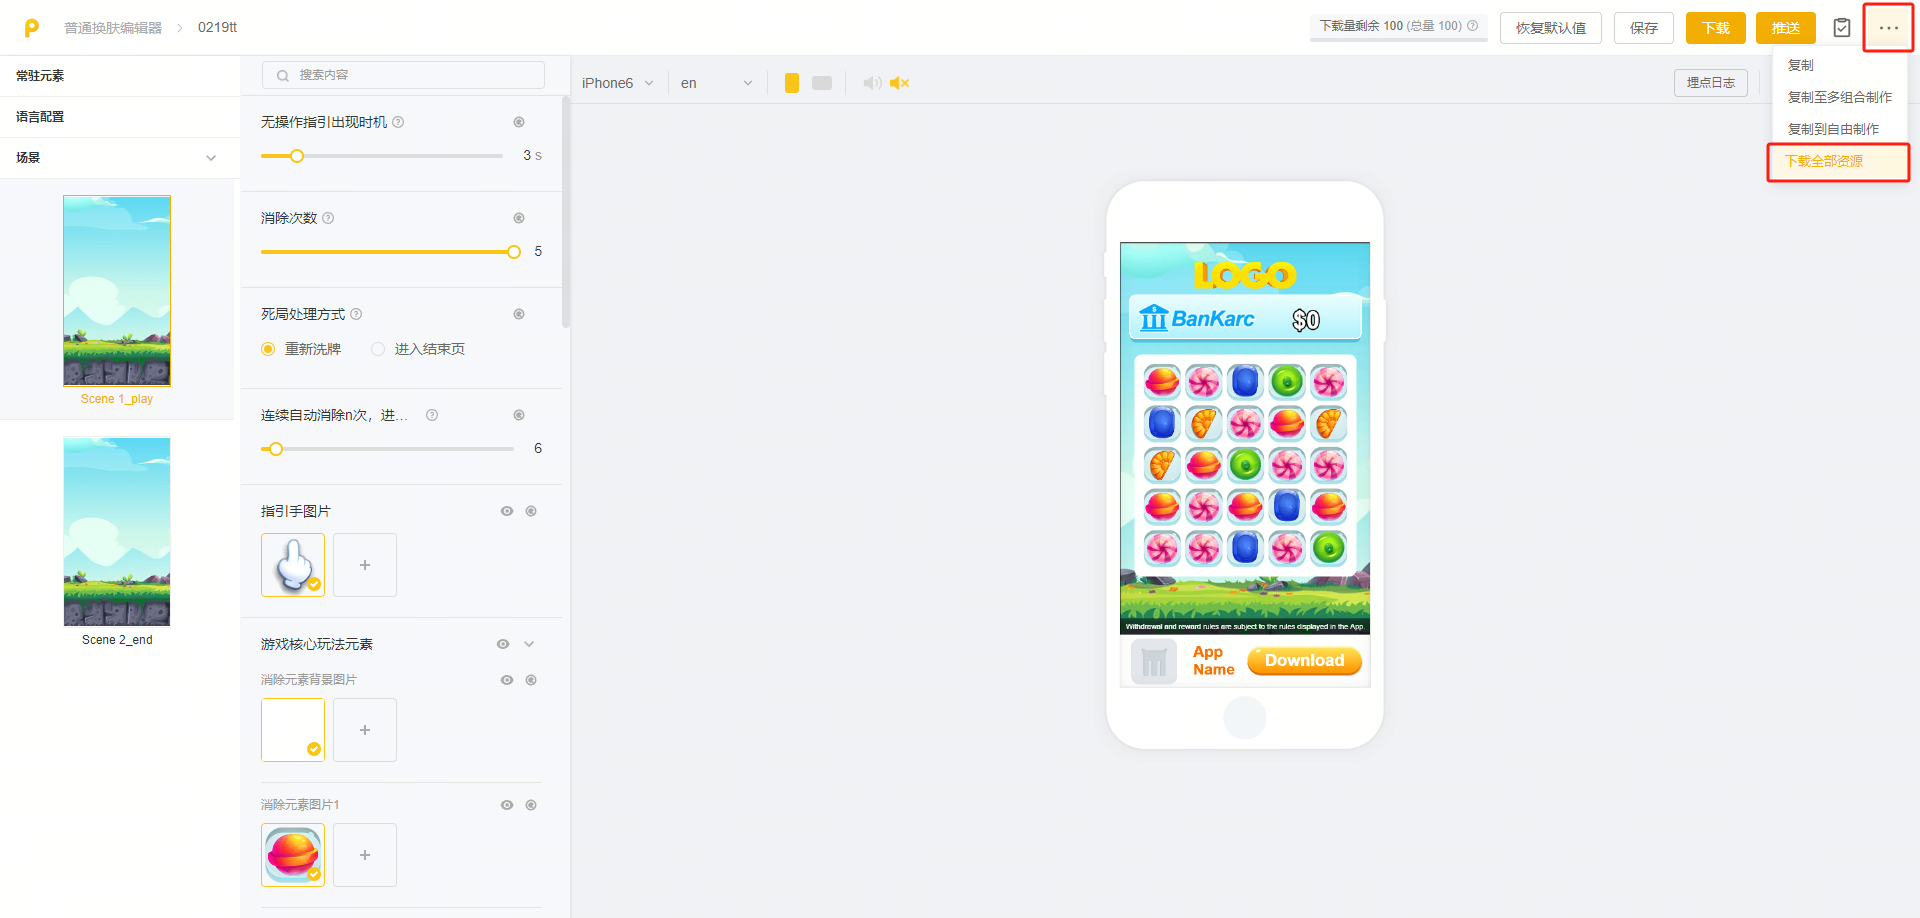 普通换肤编辑器 > 0219tt
下载量剩余 100 (总量 100)
恢复默认值
保存
下载
推送
复制
复制至多组合制作
复制到自由制作
下载全部资源
常驻元素
语言配置
场景
Scene 1_play
Scene 2_end
搜索内容
无操作指引出现时机
3 s
消除次数
5
死局处理方式
重新洗牌
进入结束页
连续自动消除n次，进...
6
指引手图片
游戏核心玩法元素
消除元素背景图片
消除元素图片1
iPhone6
en
埋点日志
LOGO
BanKarc
$0
Withdrawal and reward rules are subject to the rules displayed in the App.
App
Name
Download